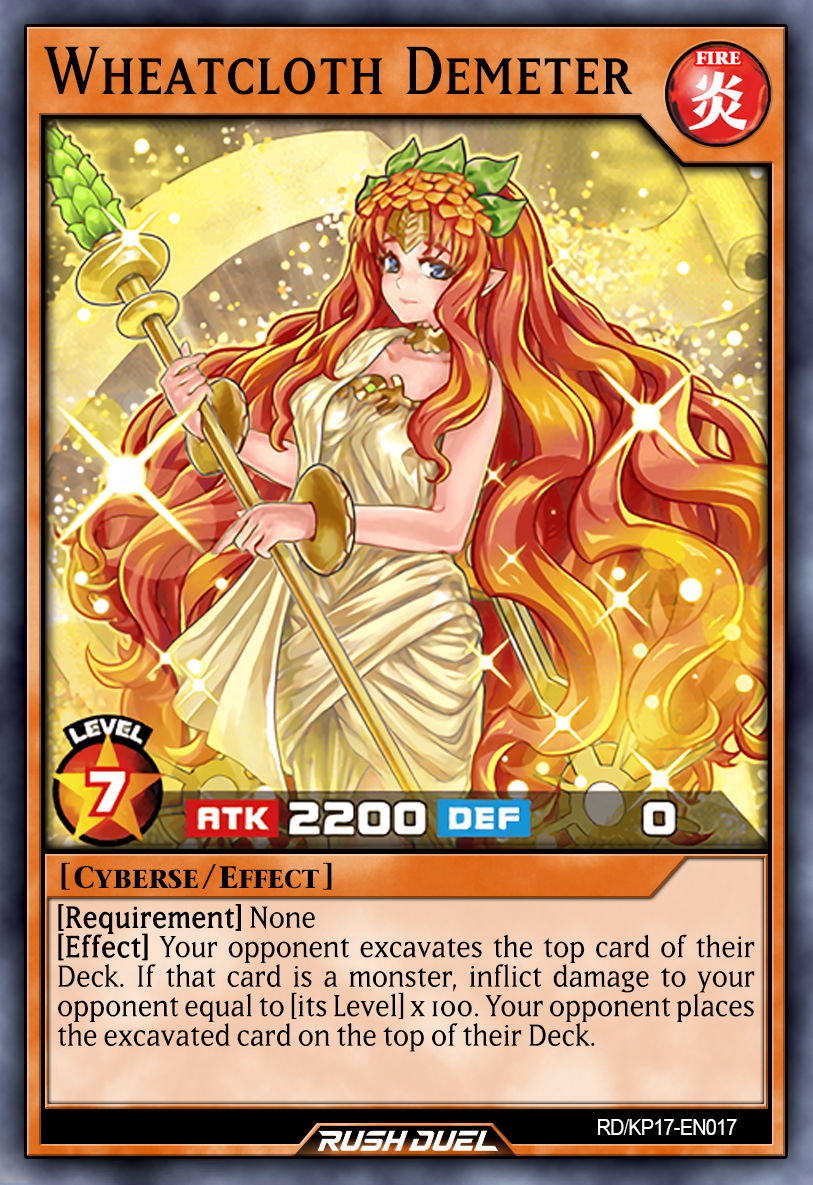 Wheatcloth Demeter
FIRE
炎
LEVEL
7
ATK 2200 DEF 0
[Cyberse/Effect]
[Requirement] None
[Effect] Your opponent excavates the top card of their
Deck. If that card is a monster, inflict damage to your
opponent equal to [its Level] x 100. Your opponent places
the excavated card on the top of their Deck.
RUSH DUEL
RD/KP17-EN017